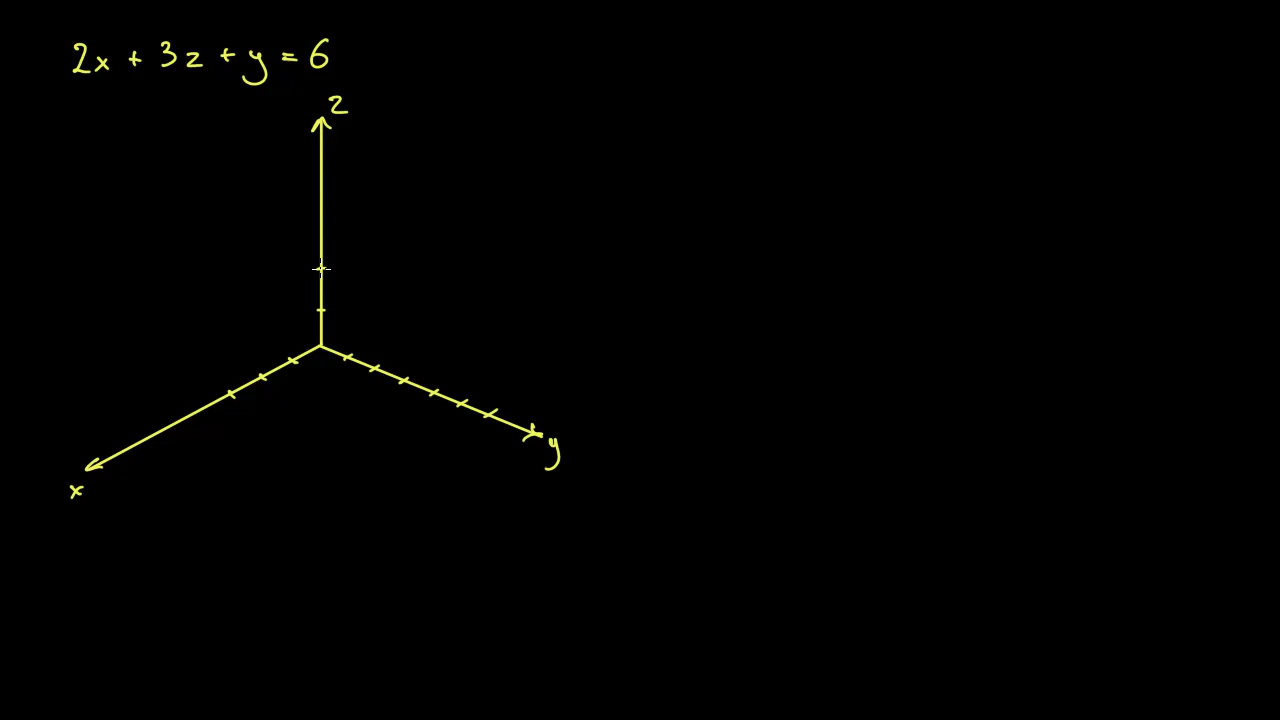 2x + 3z + y = 6
z
y
x